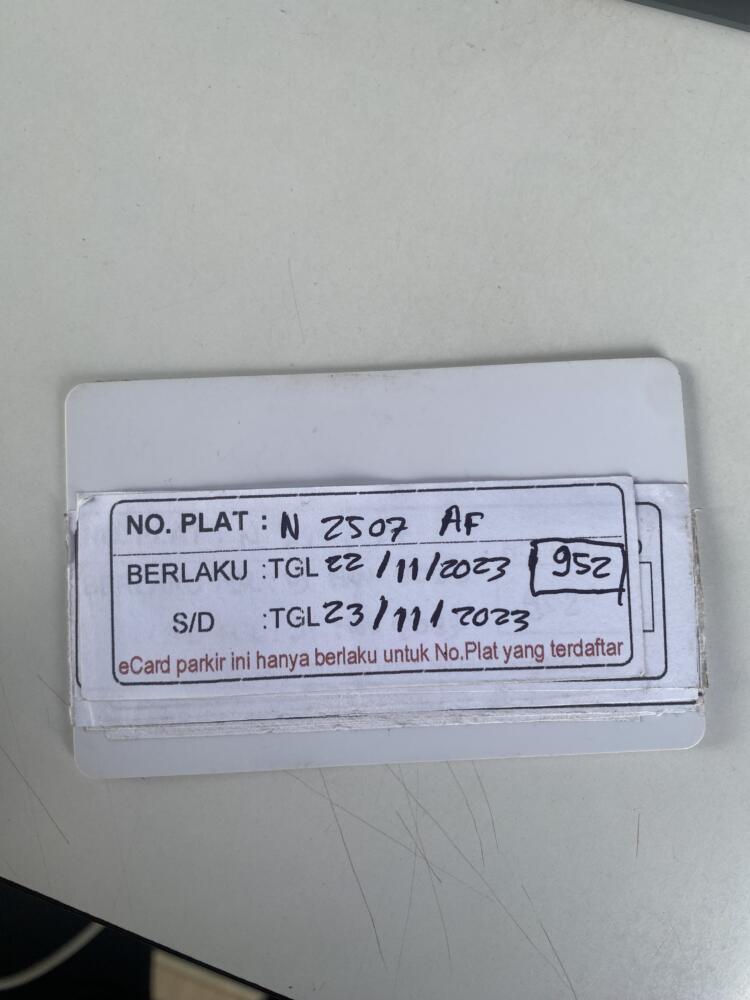 NO. PLAT : N 2507 AF
BERLAKU :TGL 22/11/2023 952
S/D :TGL 23/11/2023
eCard parkir ini hanya berlaku untuk No.Plat yang terdaftar